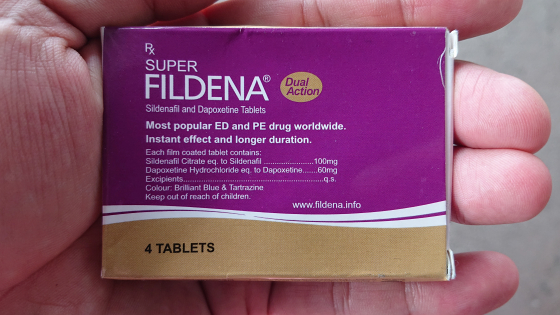 Rx
SUPER
FILDENA®
Dual
Action
Sildenafil and Dapoxetine Tablets
Most popular ED and PE drug worldwide.
Instant effect and longer duration.
Each film coated tablet contains:
Sildenafil Citrate eq. to Sildenafil ......................100mg
Dapoxetine Hydrochloride eq. to Dapoxetine.......60mg
Excipients................................................................q.s.
Colour: Brilliant Blue & Tartrazine
Keep out of reach of children.
www.fildena.info
4 TABLETS